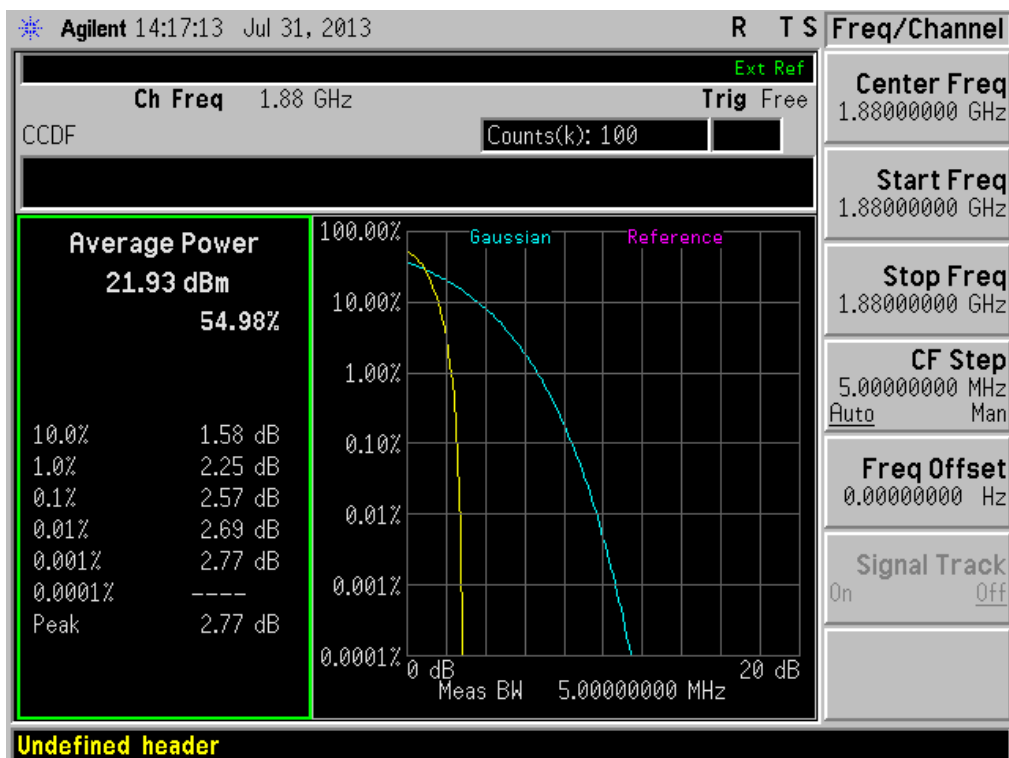 Agilent 14:17:13 Jul 31, 2013 R T S
Ext Ref
Ch Freq 1.88 GHz Trig Free
CCDF Counts(k): 100
Average Power
21.93 dBm
54.98%
10.0% 1.58 dB
1.0% 2.25 dB
0.1% 2.57 dB
0.01% 2.69 dB
0.001% 2.77 dB
0.0001% ----
Peak 2.77 dB
Gaussian Reference
100.00%
10.00%
1.00%
0.10%
0.01%
0.001%
0.0001%
0 dB 20 dB
Meas BW 5.00000000 MHz
Freq/Channel
Center Freq
1.88000000 GHz
Start Freq
1.88000000 GHz
Stop Freq
1.88000000 GHz
CF Step
5.00000000 MHz
Auto Man
Freq Offset
0.00000000 Hz
Signal Track
On Off
Undefined header